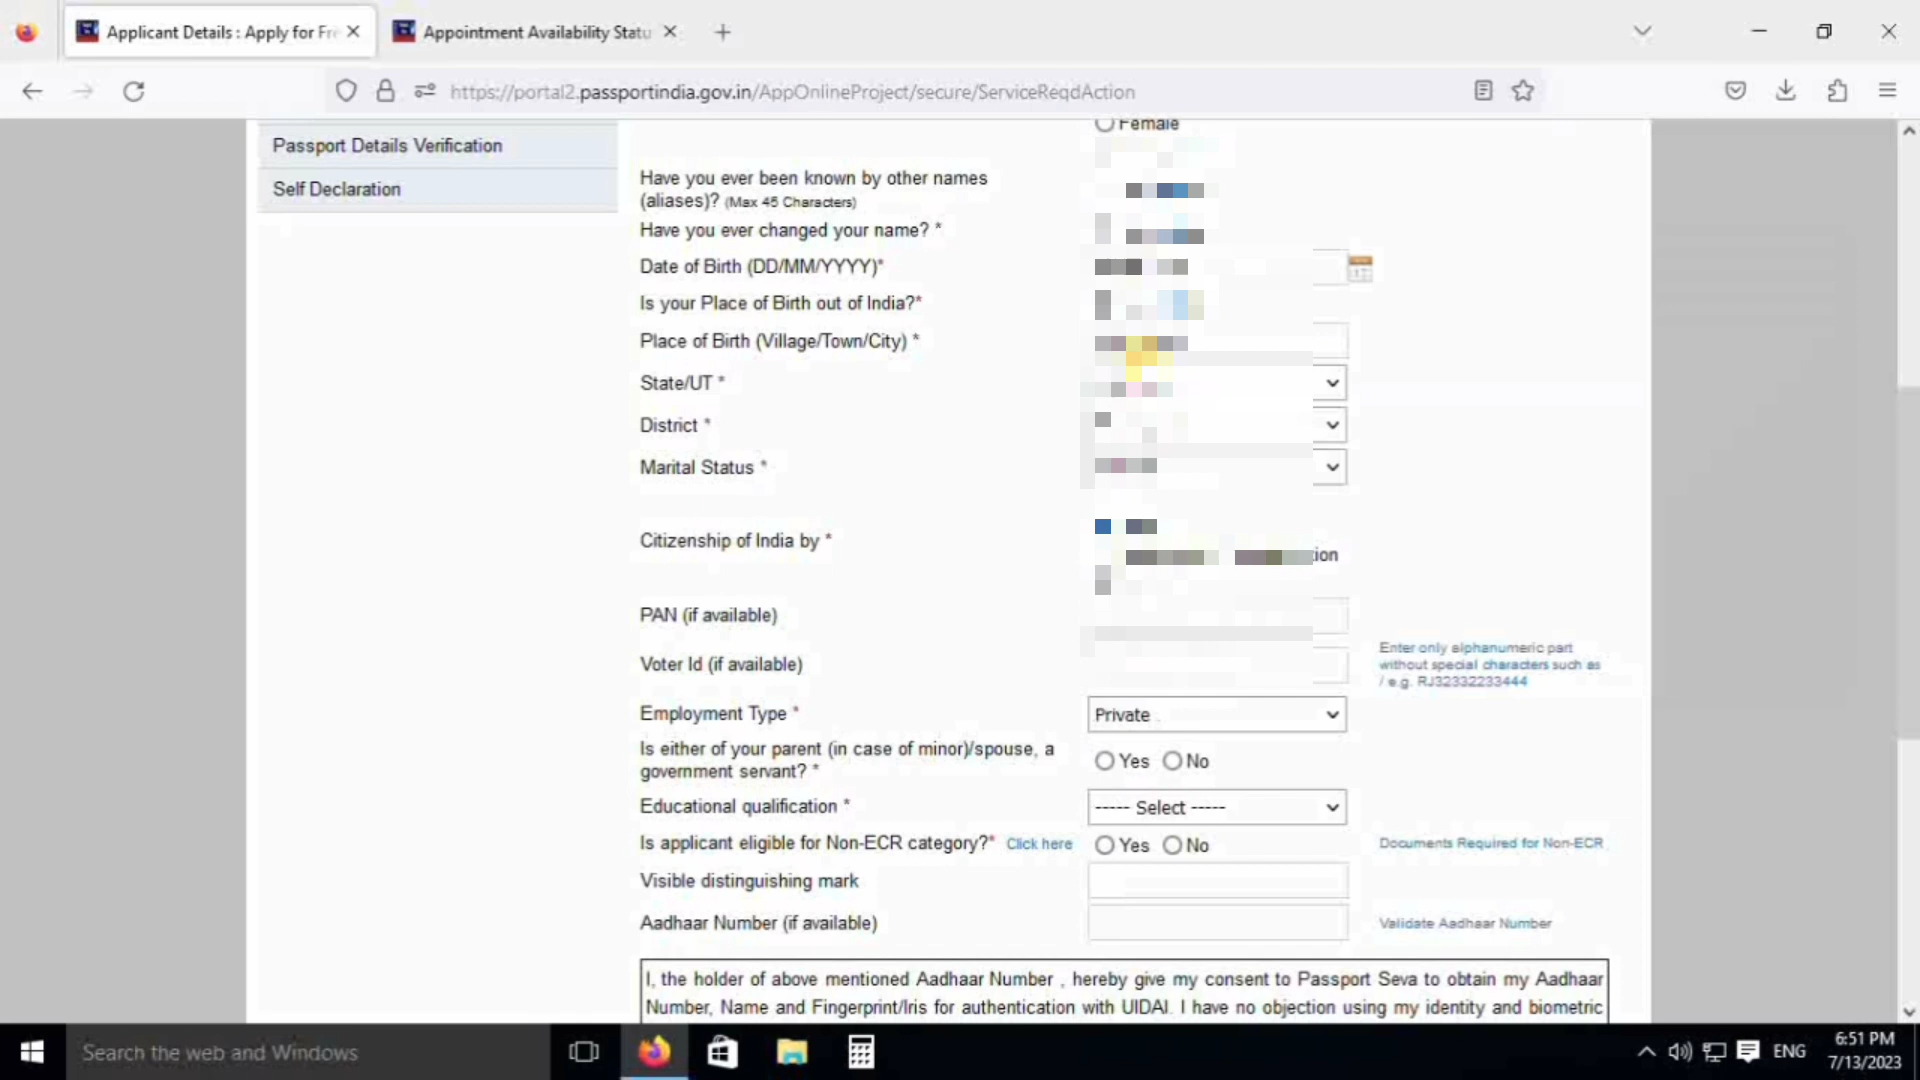 Applicant Details : Apply for Fre
Appointment Availability Statu
https://portal2.passportindia.gov.in/AppOnlineProject/secure/ServiceReqdAction
Passport Details Verification
Self Declaration
Female
Have you ever been known by other names
(aliases)? (Max 45 Characters)
Have you ever changed your name? *
Date of Birth (DD/MM/YYYY)*
Is your Place of Birth out of India?*
Place of Birth (Village/Town/City) *
State/UT *
District *
Marital Status *
Citizenship of India by *
tion
PAN (if available)
Voter Id (if available)
Enter only alphanumeric part
without special characters such as
/ e.g. RJ32332233444
Employment Type * Private
Is either of your parent (in case of minor)/spouse, a
government servant? * Yes No
Educational qualification * ----- Select -----
Is applicant eligible for Non-ECR category?* Click here Yes No Documents Required for Non-ECR
Visible distinguishing mark
Aadhaar Number (if available) Validate Aadhaar Number
I, the holder of above mentioned Aadhaar Number , hereby give my consent to Passport Seva to obtain my Aadhaar
Number, Name and Fingerprint/Iris for authentication with UIDAI. I have no objection using my identity and biometric
Search the web and Windows
ENG
6:51 PM
7/13/2023